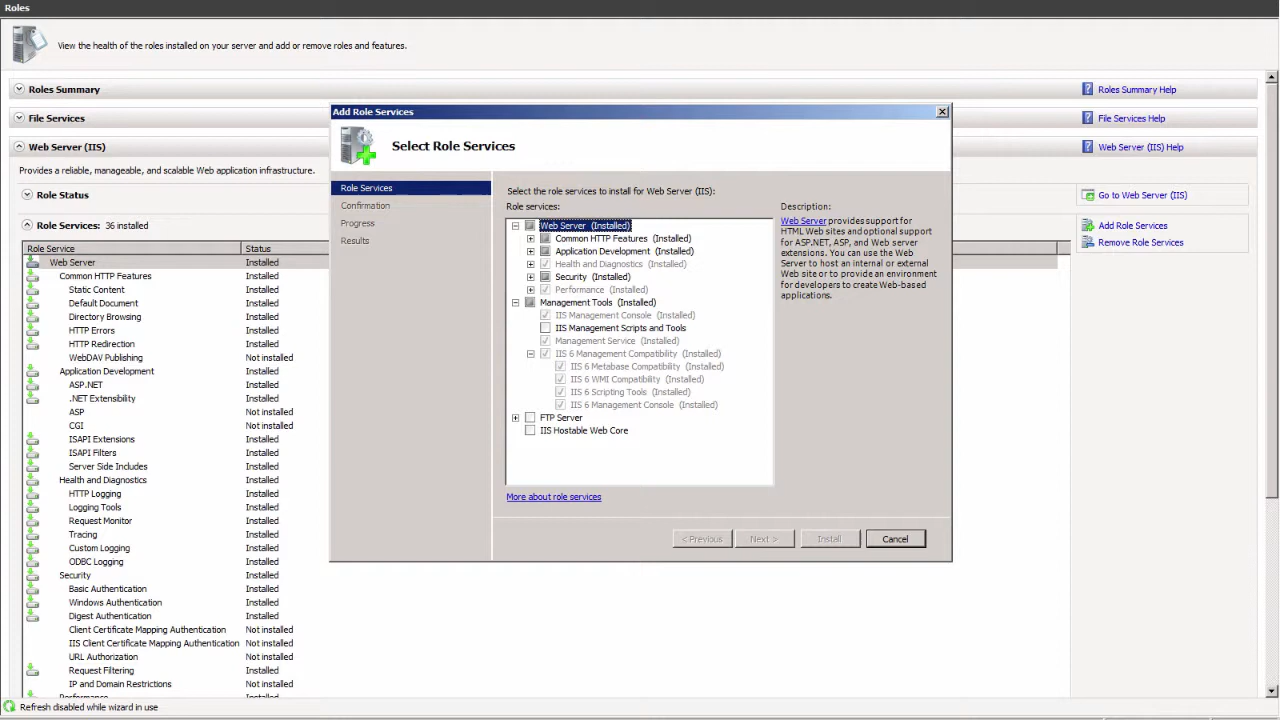 Roles
View the health of the roles installed on your server and add or remove roles and features.
Roles Summary
Roles Summary Help
File Services
File Services Help
Web Server (IIS)
Web Server (IIS) Help
Provides a reliable, manageable, and scalable Web application infrastructure.
Role Status
Go to Web Server (IIS)
Role Services: 36 installed
Add Role Services
Remove Role Services
Role Service Status
Web Server Installed
Common HTTP Features Installed
Static Content Installed
Default Document Installed
Directory Browsing Installed
HTTP Errors Installed
HTTP Redirection Installed
WebDAV Publishing Not installed
Application Development Installed
ASP.NET Installed
.NET Extensibility Installed
ASP Not installed
CGI Not installed
ISAPI Extensions Installed
ISAPI Filters Installed
Server Side Includes Installed
Health and Diagnostics Installed
HTTP Logging Installed
Logging Tools Installed
Request Monitor Installed
Tracing Installed
Custom Logging Installed
ODBC Logging Installed
Security Installed
Basic Authentication Installed
Windows Authentication Installed
Digest Authentication Installed
Client Certificate Mapping Authentication Not installed
IIS Client Certificate Mapping Authentication Not installed
URL Authorization Not installed
Request Filtering Installed
IP and Domain Restrictions Not installed
Performance Installed
Refresh disabled while wizard in use
Add Role Services
Select Role Services
Role Services
Confirmation
Progress
Results
Select the role services to install for Web Server (IIS):
Role services:
Web Server (Installed)
Common HTTP Features (Installed)
Application Development (Installed)
Health and Diagnostics (Installed)
Security (Installed)
Performance (Installed)
Management Tools (Installed)
IIS Management Console (Installed)
IIS Management Scripts and Tools
Management Service (Installed)
IIS 6 Management Compatibility (Installed)
IIS 6 Metabase Compatibility (Installed)
IIS 6 WMI Compatibility (Installed)
IIS 6 Scripting Tools (Installed)
IIS 6 Management Console (Installed)
FTP Server
IIS Hostable Web Core
Description:
Web Server provides support for
HTML Web sites and optional support
for ASP.NET, ASP, and Web server
extensions. You can use the Web
Server to host an internal or external
Web site or to provide an environment
for developers to create Web-based
applications.
More about role services
< Previous
Next >
Install
Cancel